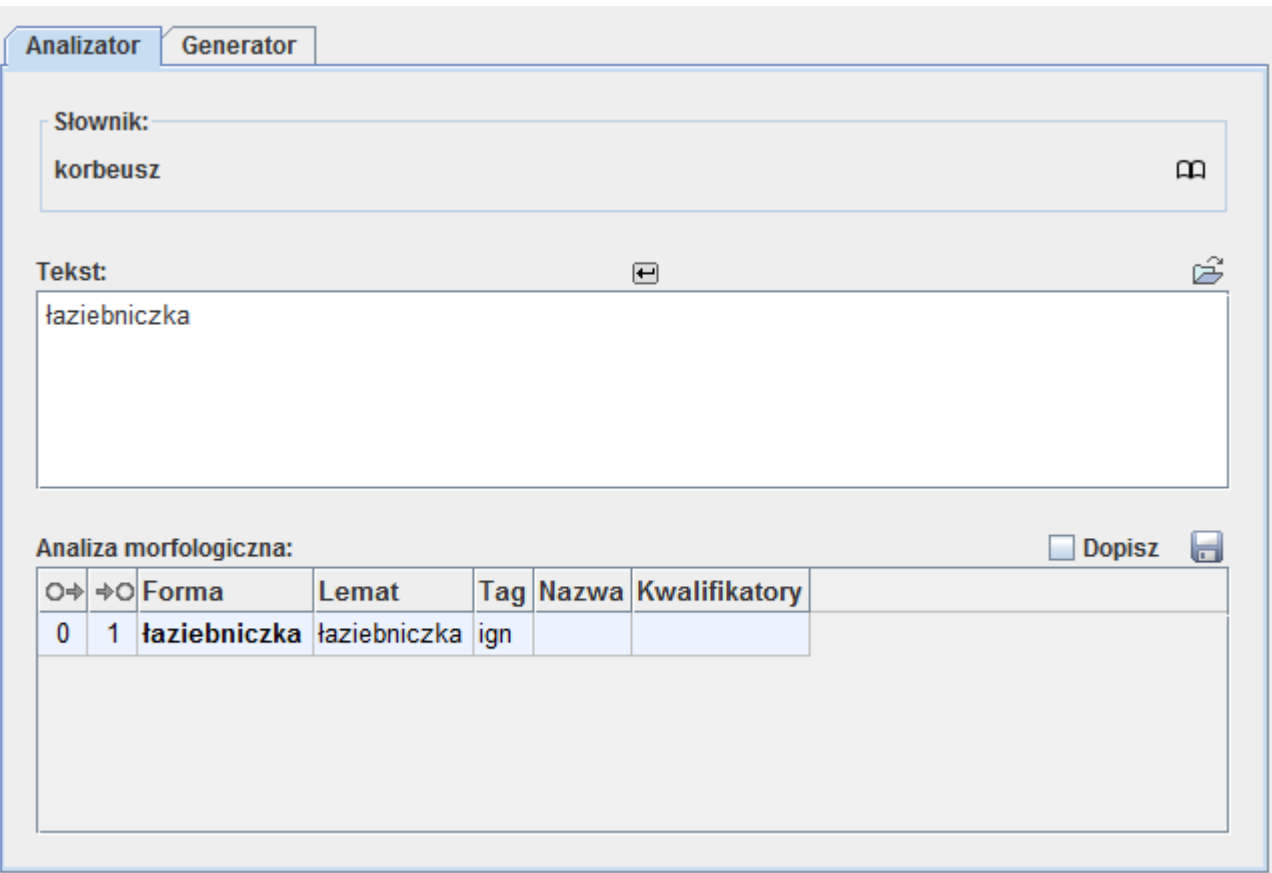 Analizator Generator
Słownik:
korbeusz
Tekst:
łaziebniczka
Analiza morfologiczna: Dopisz
Forma Lemat Tag Nazwa Kwalifikatory
0 1 łaziebniczka łaziebniczka ign